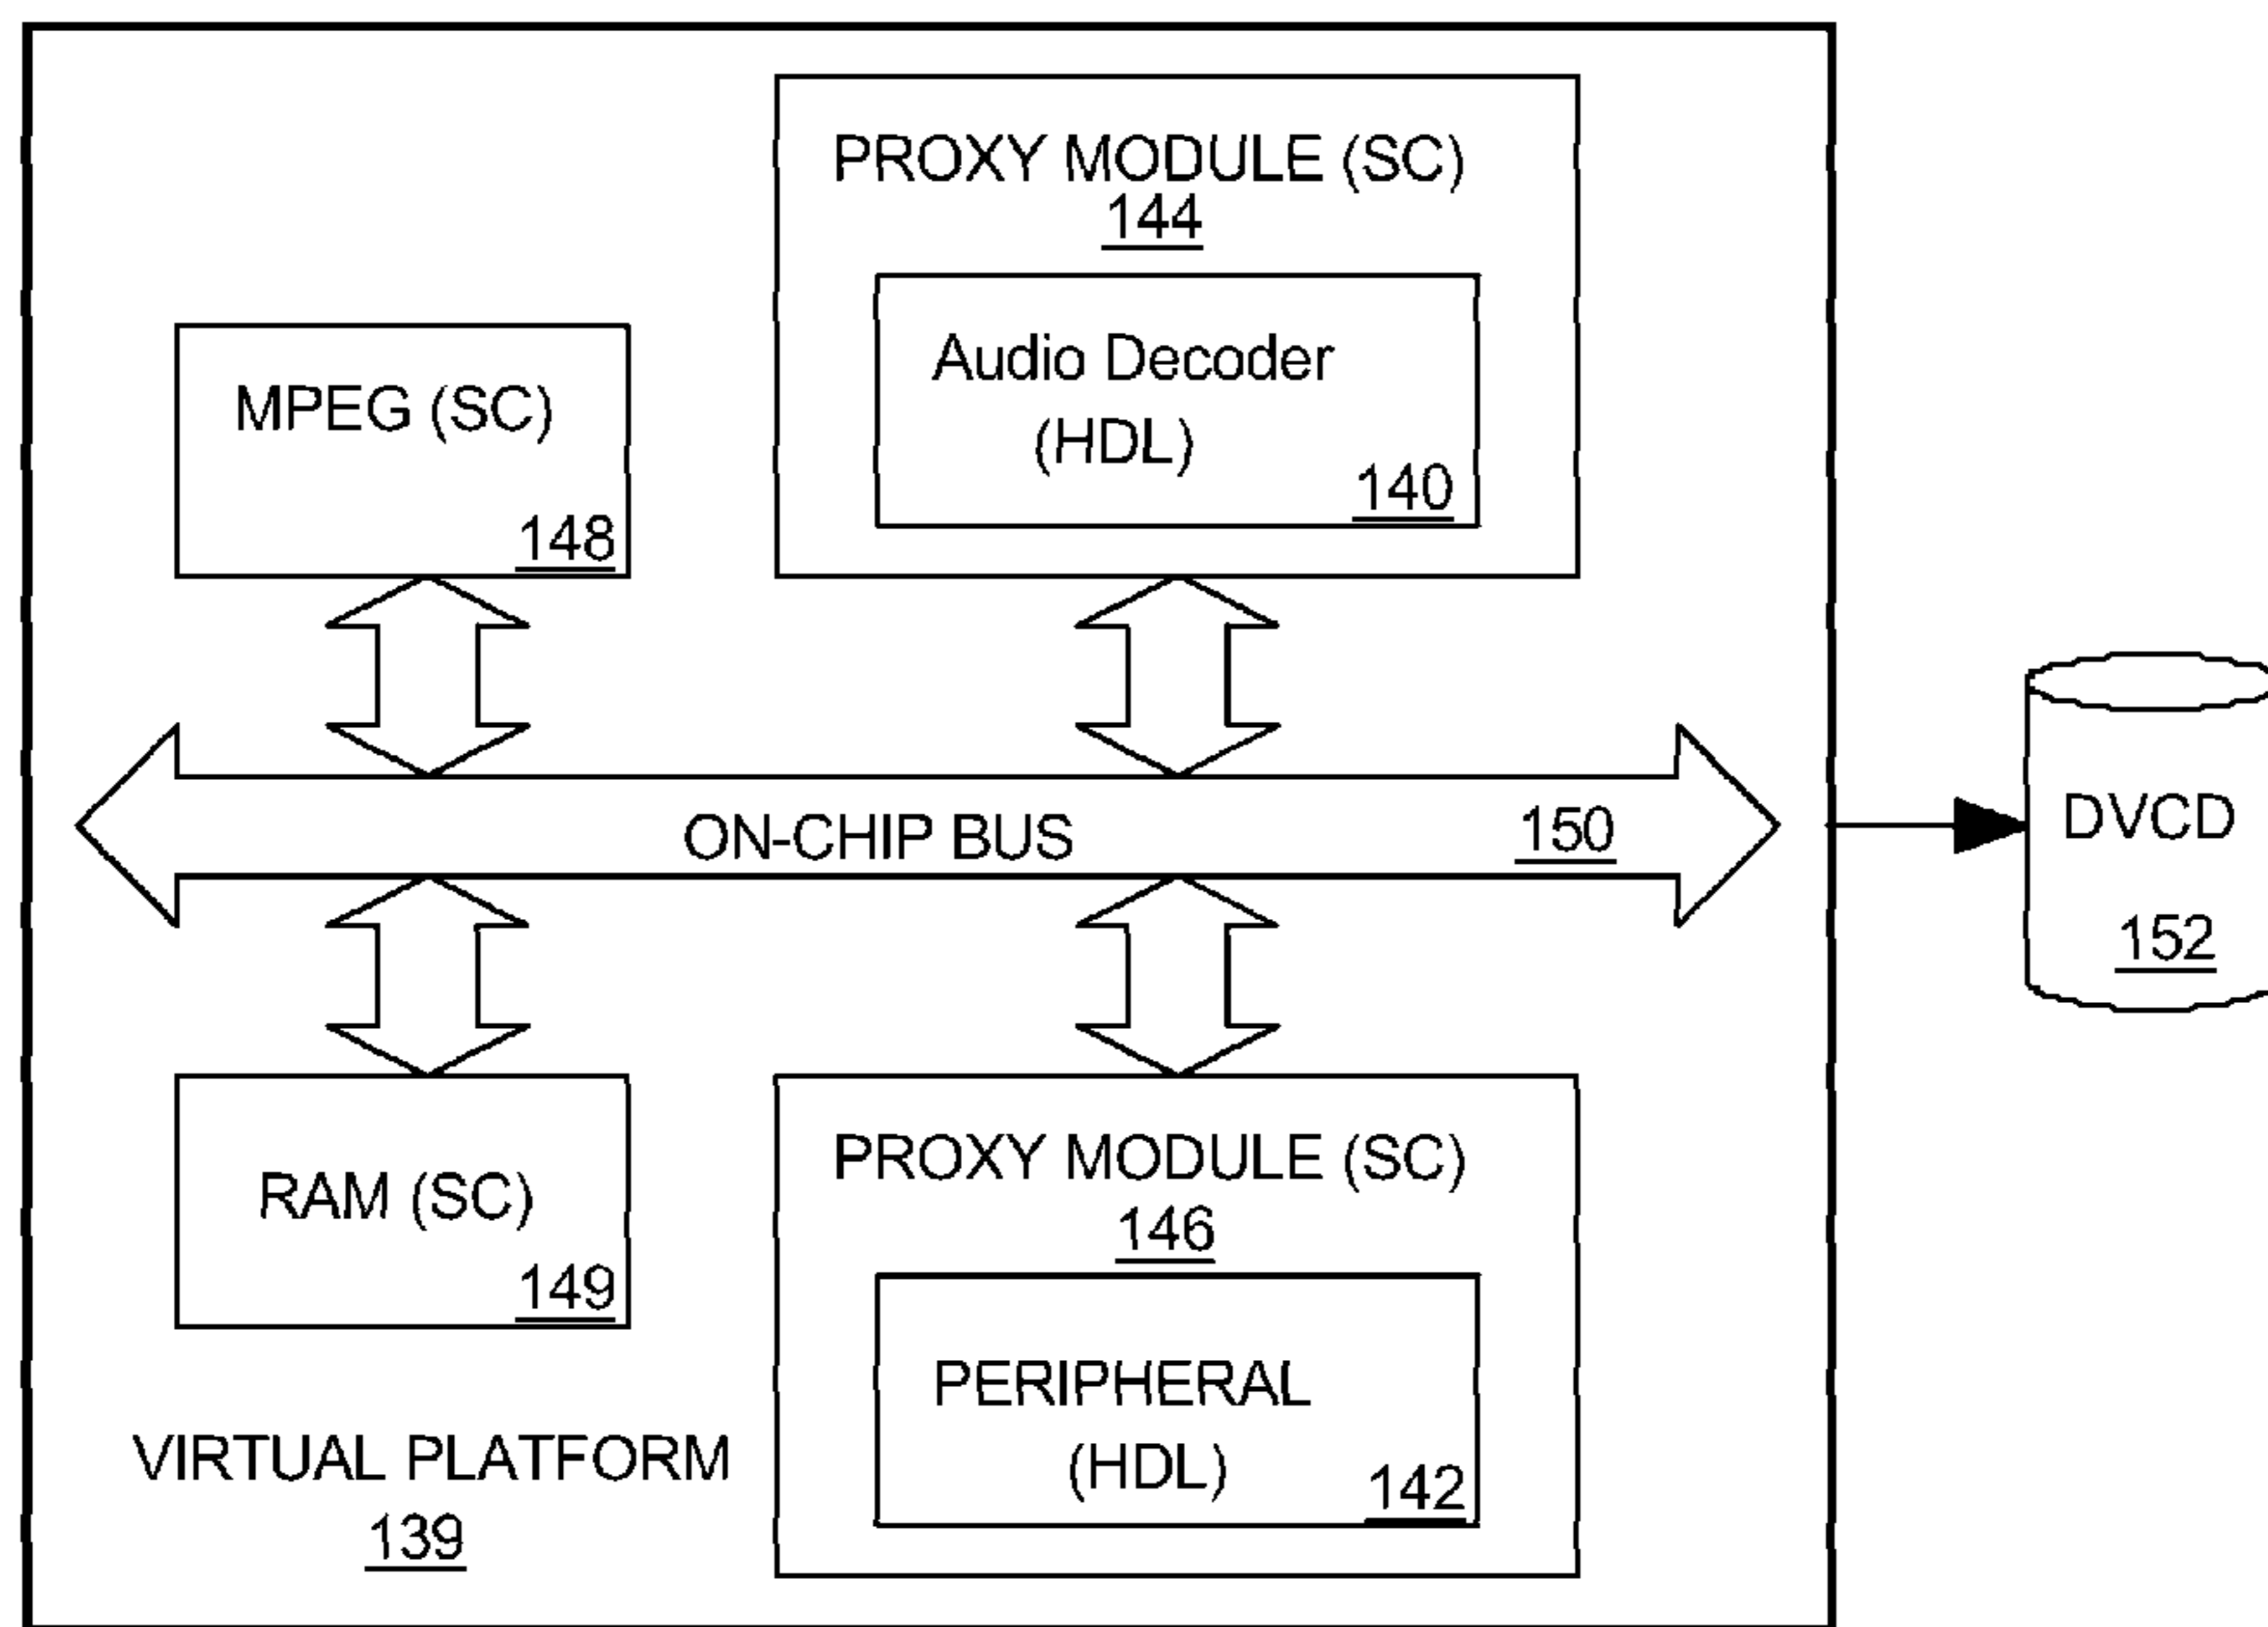 PROXY MODULE (SC)
144
Audio Decoder
(HDL)
140
MPEG (SC)
148
ON-CHIP BUS
150
DVCD
152
RAM (SC)
149
PROXY MODULE (SC)
146
PERIPHERAL
(HDL)
142
VIRTUAL PLATFORM
139